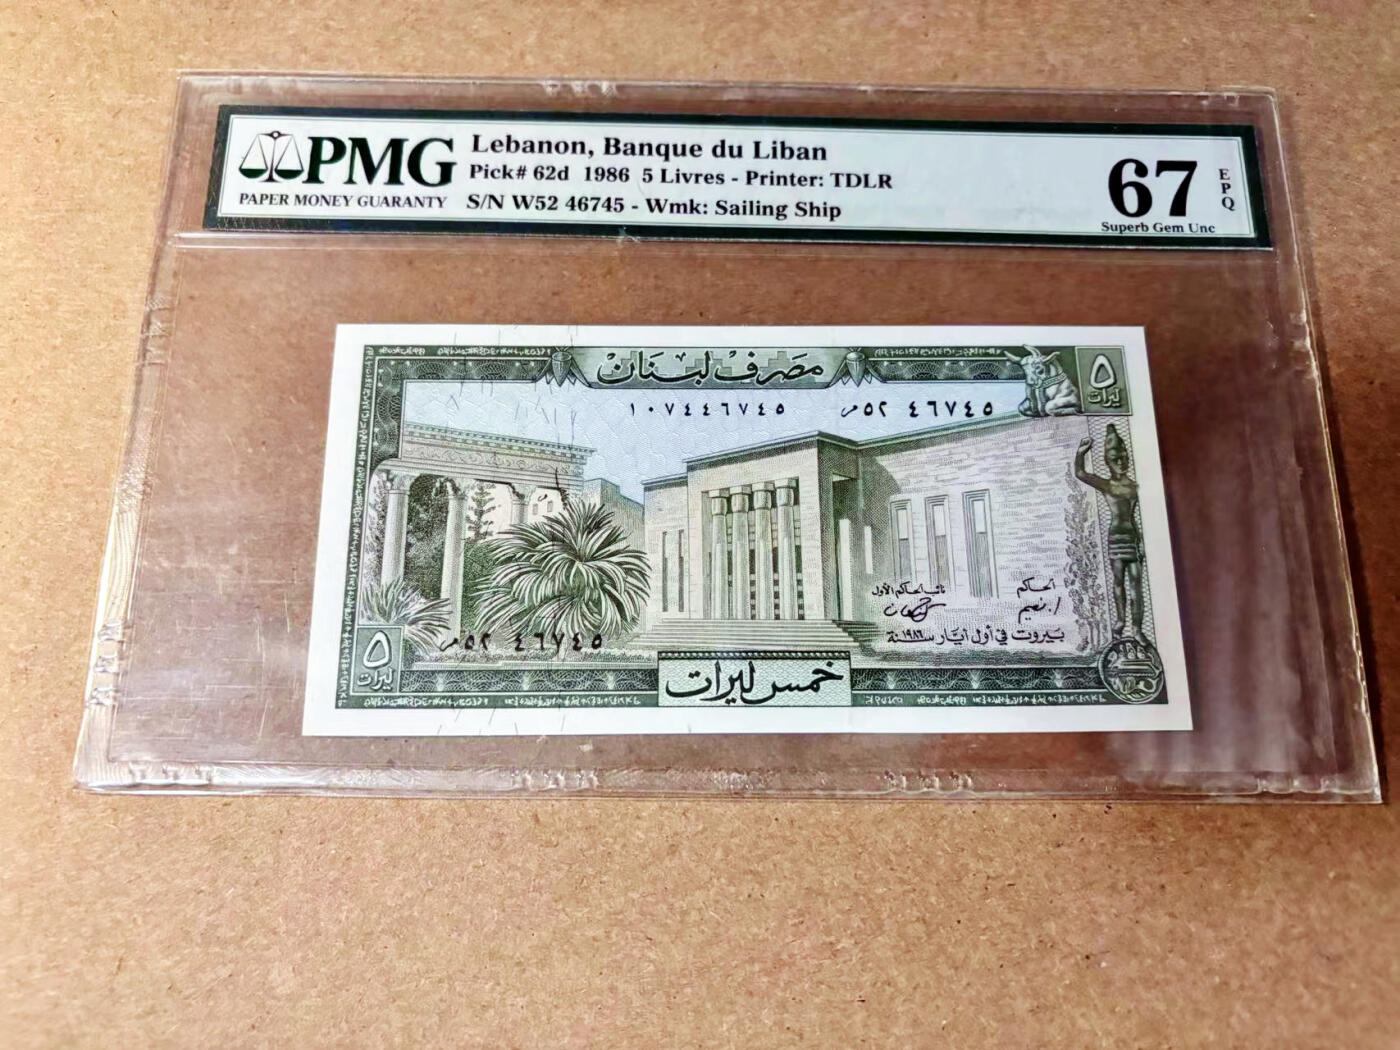 PMG
PAPER MONEY GUARANTY
Lebanon, Banque du Liban
Pick# 62d 1986 5 Livres - Printer: TDLR
S/N W52 46745 - Wmk: Sailing Ship
67
EPQ
Superb Gem Unc
مصرف لبنان
٥
ليرات
١٠٧٤٤٦٧٤٥
٥٢ ٤٦٧٤٥
نائب الحاكم الأول
الحاكم
بيروت في أول أيار سنة ١٩٨٦
٥٢ ٤٦٧٤٥
٥
ليرات
خمس ليرات